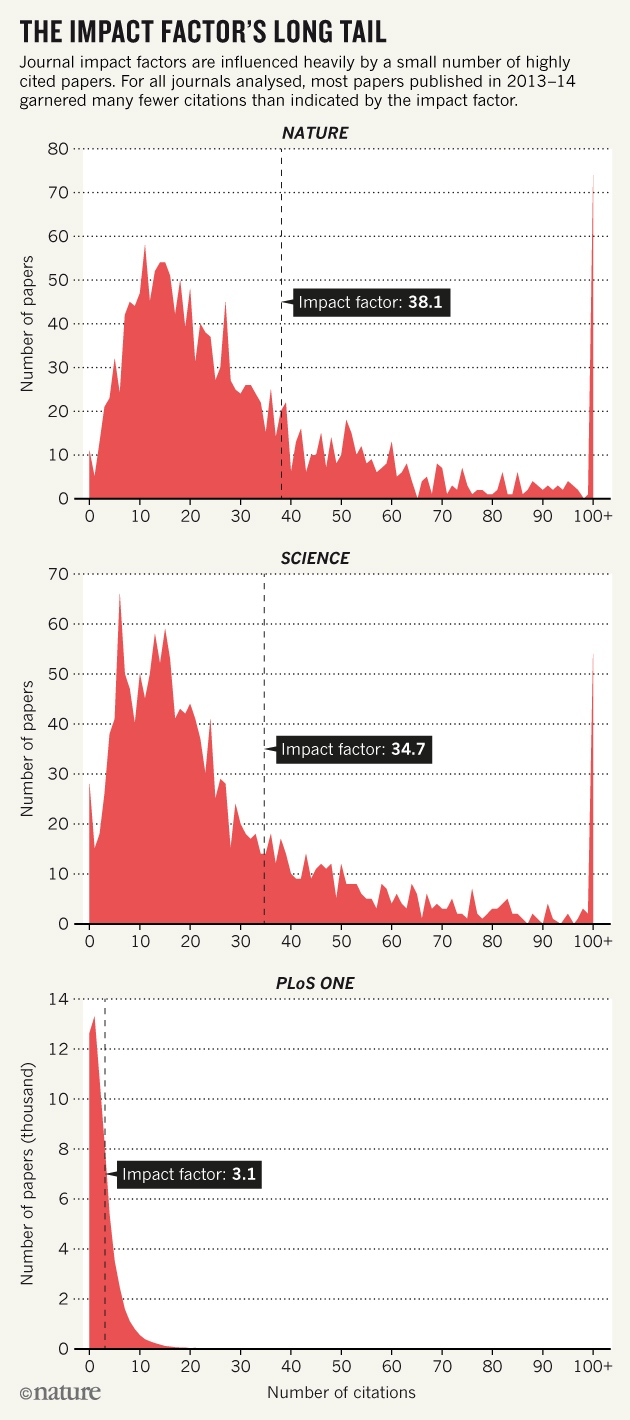 THE IMPACT FACTOR'S LONG TAIL
Journal impact factors are influenced heavily by a small number of highly
cited papers. For all journals analysed, most papers published in 2013–14
garnered many fewer citations than indicated by the impact factor.
NATURE
80
70
60
50
40
30
20
10
0
Number of papers
Impact factor: 38.1
0 10 20 30 40 50 60 70 80 90 100+
SCIENCE
70
60
50
40
30
20
10
0
Number of papers
Impact factor: 34.7
0 10 20 30 40 50 60 70 80 90 100+
PLoS ONE
14
12
10
8
6
4
2
0
Number of papers (thousand)
Impact factor: 3.1
0 10 20 30 40 50 60 70 80 90 100+
Number of citations
©nature